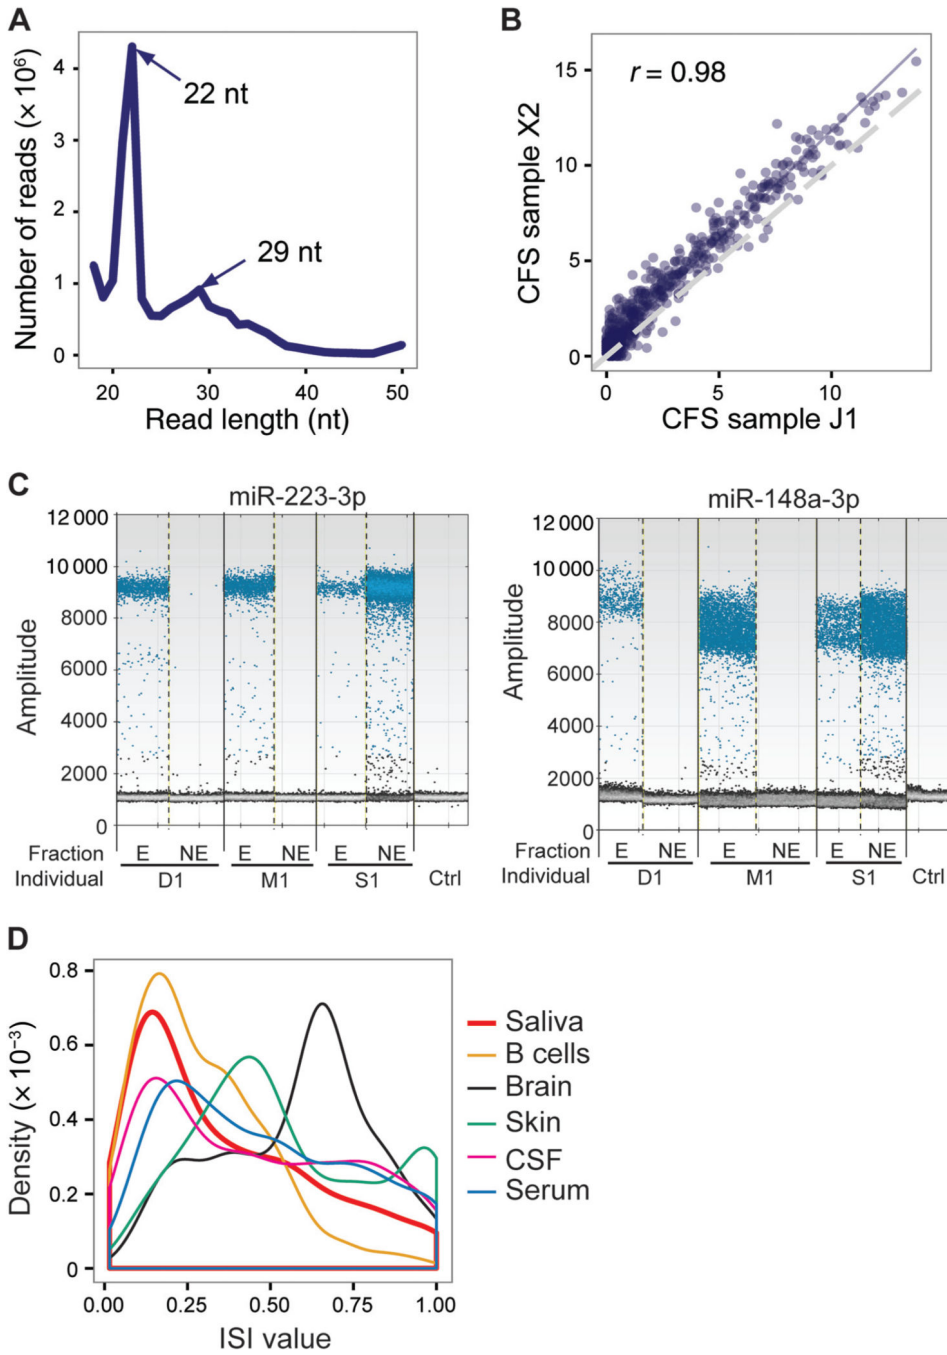 A
Number of reads (× 10⁶)
4
3
2
1
0
22 nt
29 nt
20
30
40
50
Read length (nt)
B
CFS sample X2
15
10
5
0
r = 0.98
0
5
10
CFS sample J1
C
miR-223-3p
Amplitude
12 000
10 000
8000
6000
4000
2000
0
Fraction E NE E NE E NE
Individual D1 M1 S1 Ctrl
miR-148a-3p
Amplitude
12 000
10 000
8000
6000
4000
2000
0
Fraction E NE E NE E NE
Individual D1 M1 S1 Ctrl
D
Density (× 10⁻³)
0.8
0.6
0.4
0.2
0
0.00
0.25
0.50
0.75
1.00
ISI value
Saliva
B cells
Brain
Skin
CSF
Serum